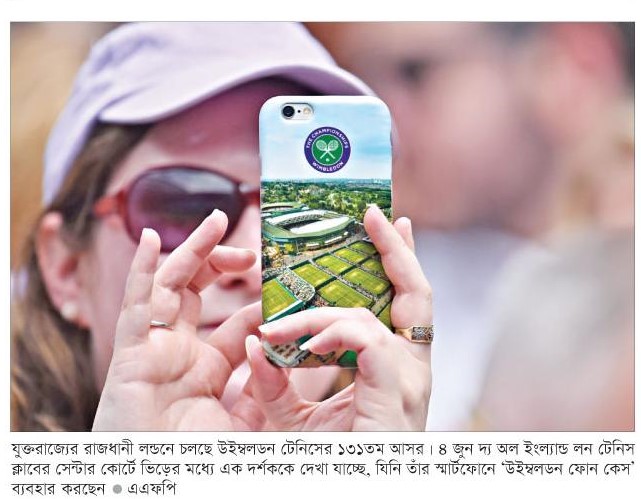 THE CHAMPIONSHIPS
WIMBLEDON
যুক্তরাজ্যের রাজধানী লন্ডনে চলছে উইম্বলডন টেনিসের ১৩১তম আসর। ৪ জুন দ্য অল ইংল্যান্ড লন টেনিস
ক্লাবের সেন্টার কোর্টে ভিড়ের মধ্যে এক দর্শককে দেখা যাচ্ছে, যিনি তাঁর স্মার্টফোনে ‘উইম্বলডন ফোন কেস’
ব্যবহার করছেন ● এএফপি